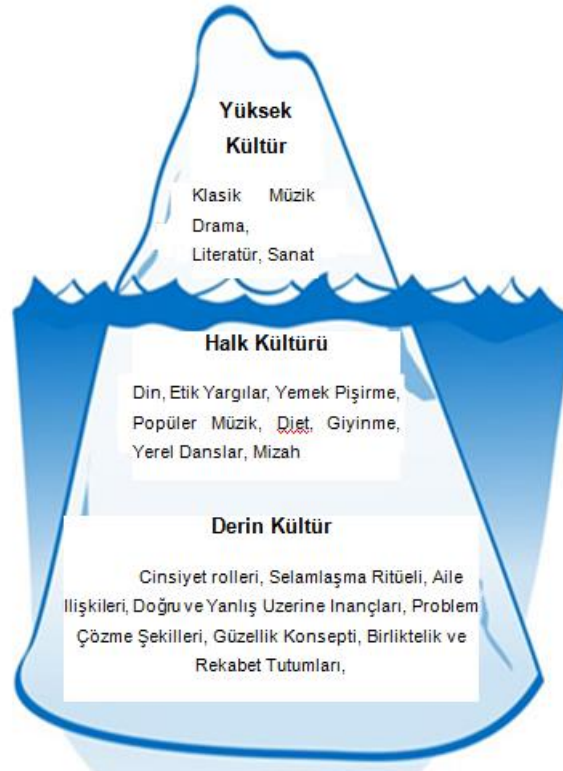 Yüksek
Kültür
Klasik Müzik
Drama,
Literatür, Sanat
Halk Kültürü
Din, Etik Yargılar, Yemek Pişirme,
Popüler Müzik, Diet, Giyinme,
Yerel Danslar, Mizah
Derin Kültür
Cinsiyet rolleri, Selamlaşma Ritüeli, Aile
Ilişkileri, Doğru ve Yanlış Uzerine Inançları, Problem
Çözme Şekilleri, Güzellik Konsepti, Birliktelik ve
Rekabet Tutumları,